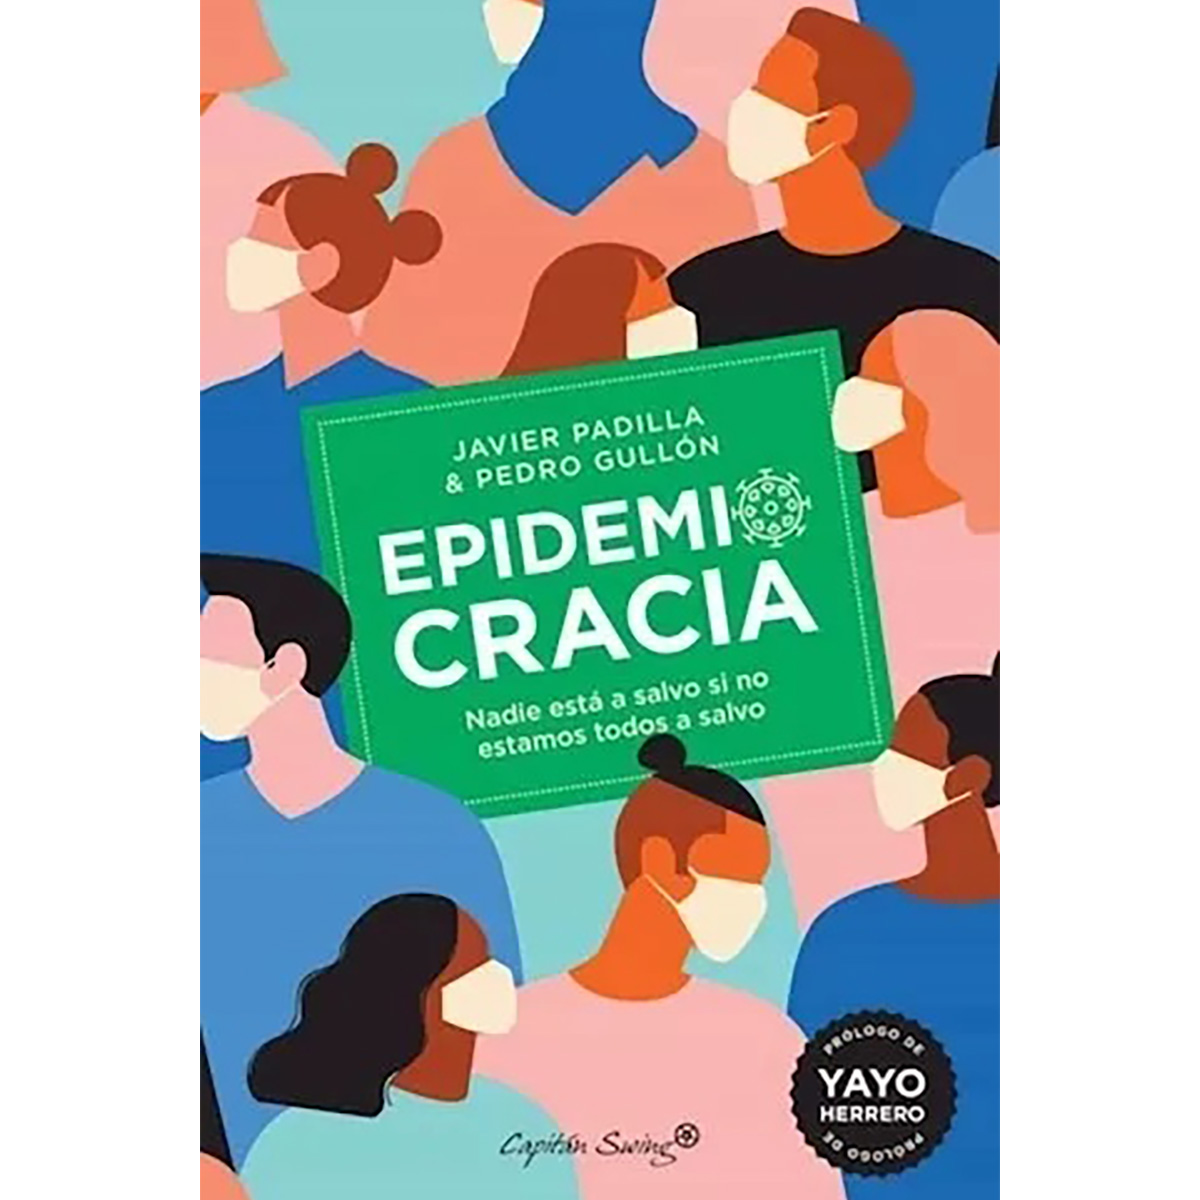 JAVIER PADILLA
& PEDRO GULLÓN
EPIDEMIO
CRACIA
Nadie está a salvo si no
estamos todos a salvo
PRÓLOGO DE
YAYO
HERRERO
PRÓLOGO DE
Capitán Swing